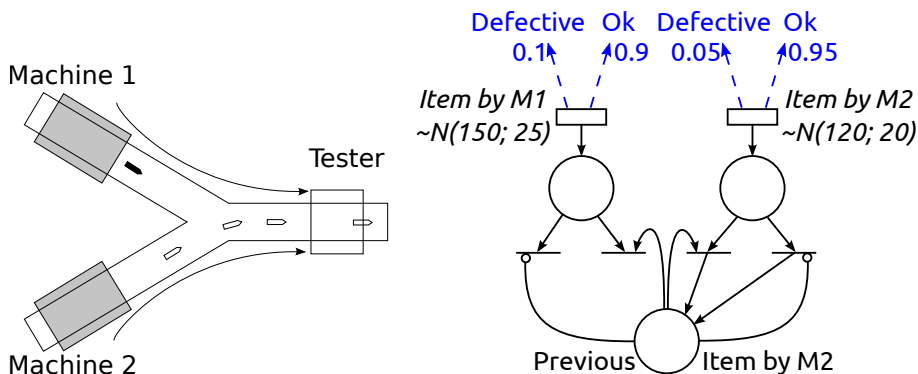 Machine 1
Tester
Machine 2
Defective Ok Defective Ok
0.1 0.9 0.05 0.95
Item by M1
~N(150; 25)
Item by M2
~N(120; 20)
Previous Item by M2